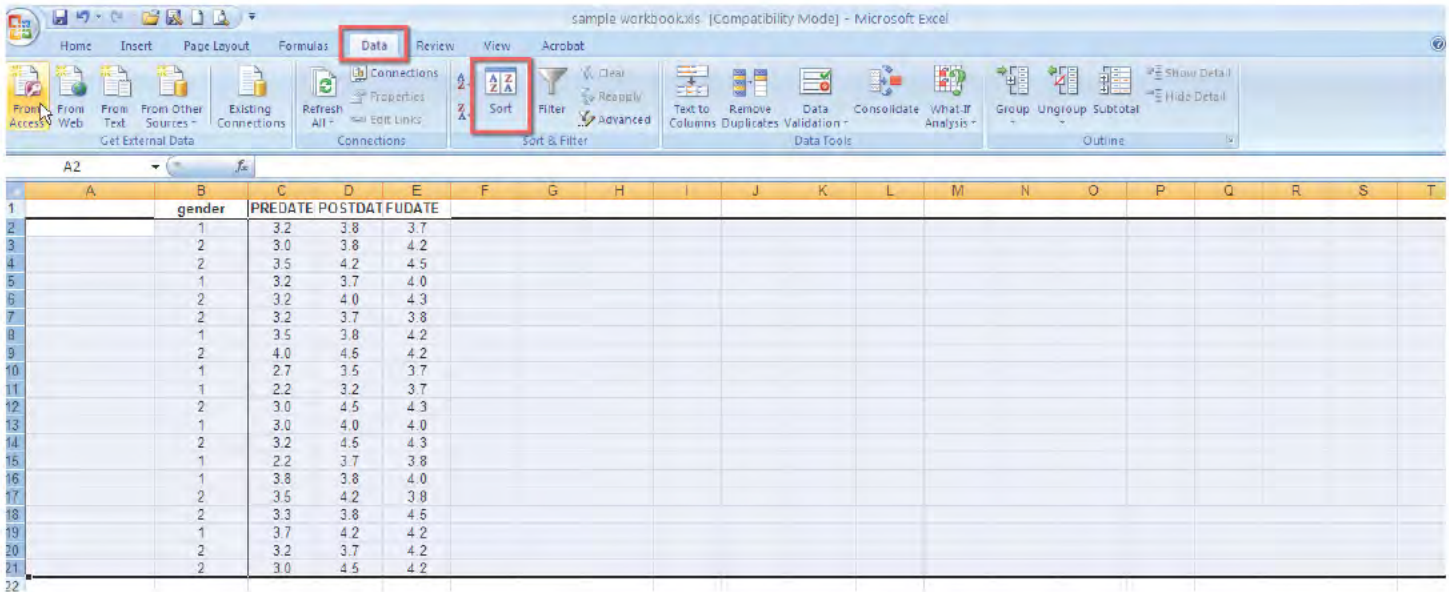 sample workbook.xls [Compatibility Mode] - Microsoft Excel
Home Insert Page Layout Formulas Data Review View Acrobat
From Access From Web From Text From Other Sources Existing Connections
Get External Data
Refresh All Connections Properties Edit Links
Connections
Sort Filter Clear Reapply Advanced
Sort & Filter
Text to Columns Remove Duplicates Data Validation Consolidate What-If Analysis
Data Tools
Group Ungroup Subtotal Show Detail Hide Detail
Outline
A2 fx
A B C D E F G H I J K L M N O P Q R S T
1 gender PREDATE POSTDAT FUDATE
2 1 3.2 3.8 3.7
3 2 3.0 3.8 4.2
4 2 3.5 4.2 4.5
5 1 3.2 3.7 4.0
6 2 3.2 4.0 4.3
7 2 3.2 3.7 3.8
8 1 3.5 3.8 4.2
9 2 4.0 4.5 4.2
10 1 2.7 3.5 3.7
11 1 2.2 3.2 3.7
12 2 3.0 4.5 4.3
13 1 3.0 4.0 4.0
14 2 3.2 4.5 4.3
15 1 2.2 3.7 3.8
16 1 3.8 3.8 4.0
17 2 3.5 4.2 3.8
18 2 3.3 3.8 4.5
19 1 3.7 4.2 4.2
20 2 3.2 3.7 4.2
21 2 3.0 4.5 4.2
22